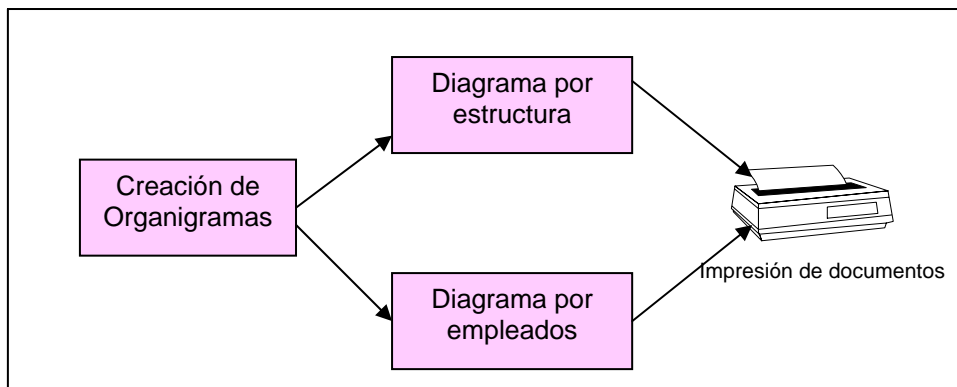 Diagrama por
estructura
Creación de
Organigramas
Impresión de documentos
Diagrama por
empleados